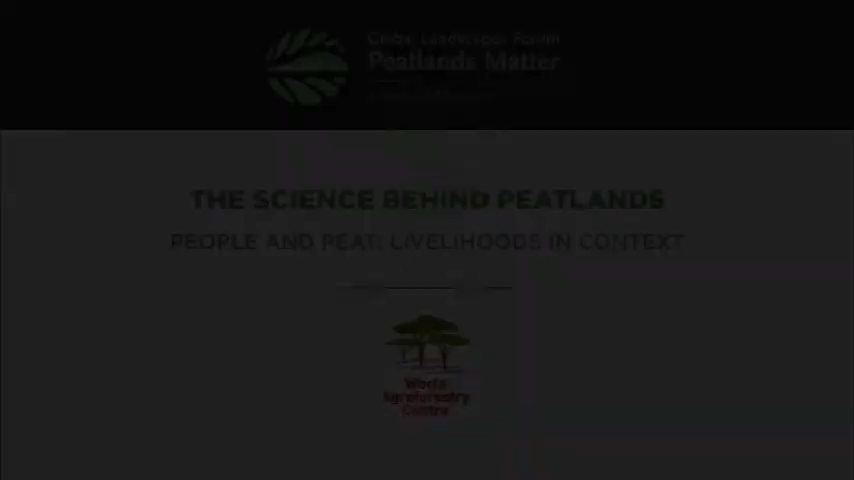 Global Landscapes Forum
Peatlands Matter
THE SCIENCE BEHIND PEATLANDS
PEOPLE AND PEAT: LIVELIHOODS IN CONTEXT
World
Agroforestry
Centre